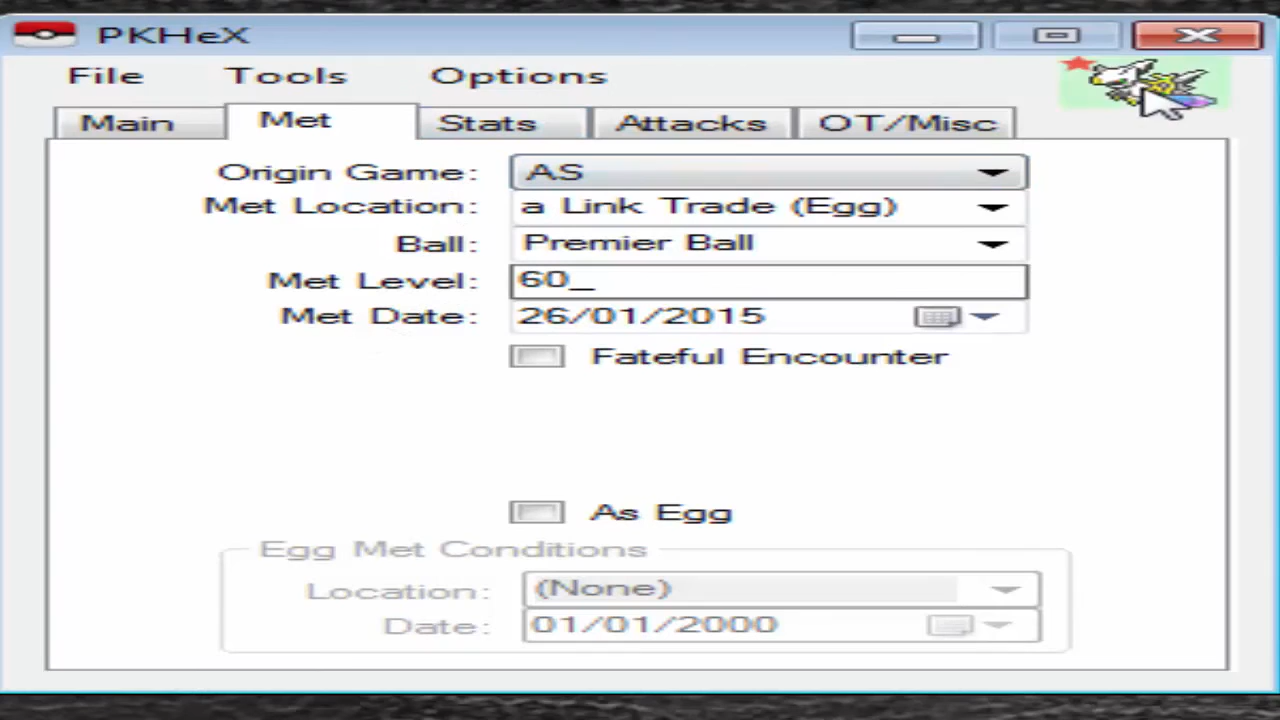 PKHeX
File Tools Options
Main Met Stats Attacks OT/Misc
Origin Game: AS
Met Location: a Link Trade (Egg)
Ball: Premier Ball
Met Level: 60_
Met Date: 26/01/2015
Fateful Encounter
As Egg
Egg Met Conditions
Location: (None)
Date: 01/01/2000